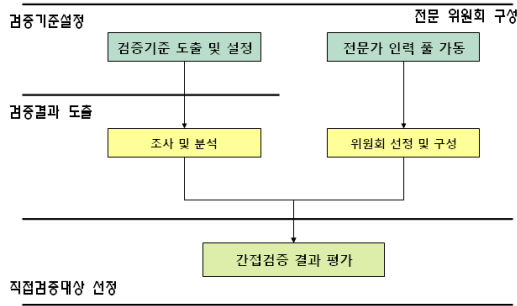 검증기준설정
전문 위원회 구성
검증기준 도출 및 설정
전문가 인력 풀 가동
검증결과 도출
조사 및 분석
위원회 선정 및 구성
간접검증 결과 평가
직접검증대상 선정